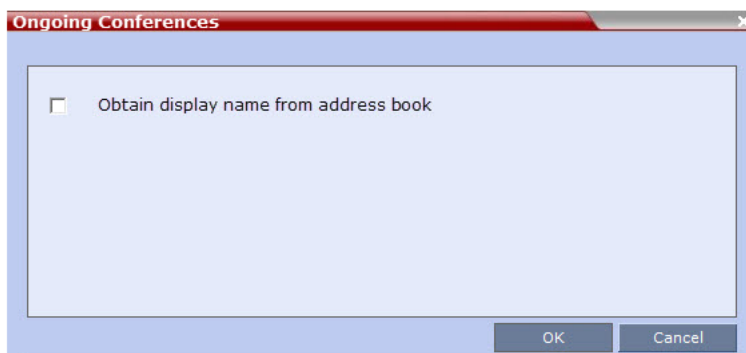 Ongoing Conferences
Obtain display name from address book
OK
Cancel